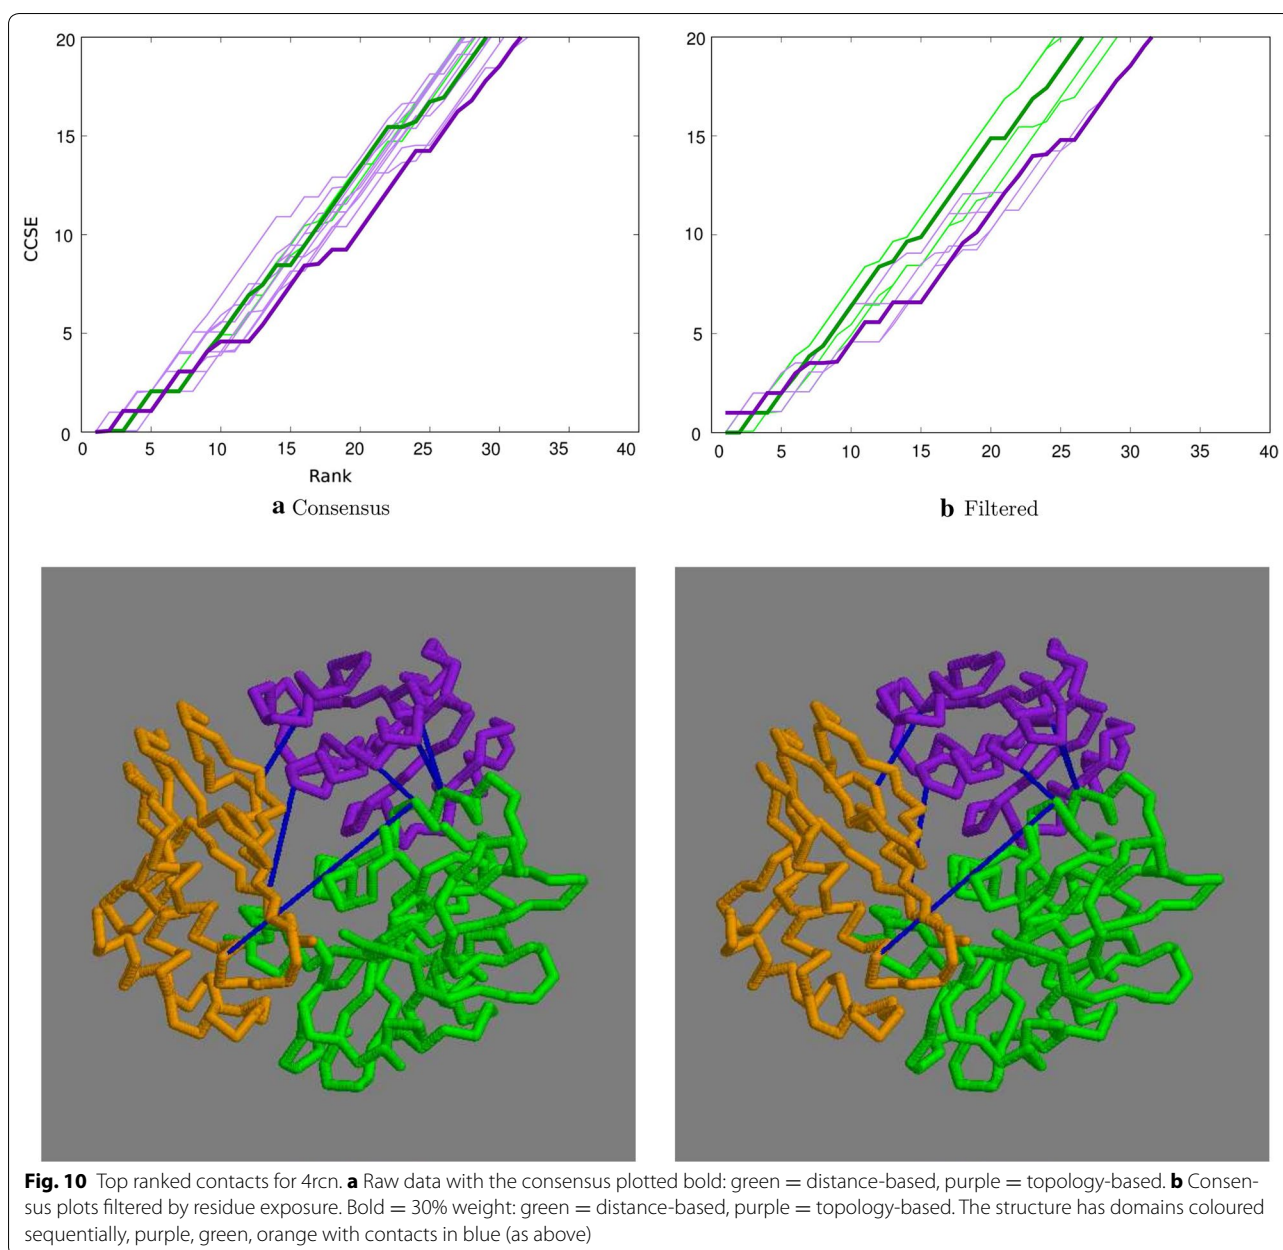 20
15
10
5
0
CCSE
0 5 10 15 20 25 30 35 40
Rank
a Consensus
20
15
10
5
0
0 5 10 15 20 25 30 35 40
b Filtered
Fig. 10 Top ranked contacts for 4rcn. a Raw data with the consensus plotted bold: green = distance-based, purple = topology-based. b Consen-
sus plots filtered by residue exposure. Bold = 30% weight: green = distance-based, purple = topology-based. The structure has domains coloured
sequentially, purple, green, orange with contacts in blue (as above)